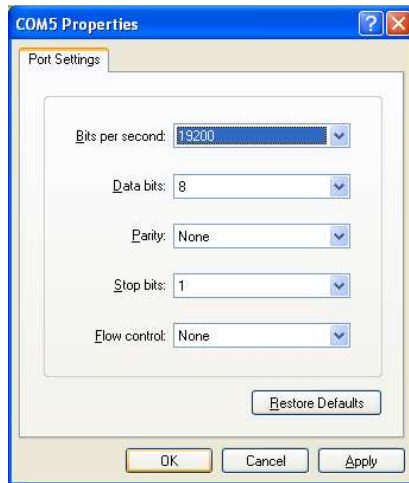 COM5 Properties
Port Settings
Bits per second: 19200
Data bits: 8
Parity: None
Stop bits: 1
Flow control: None
Restore Defaults
OK Cancel Apply